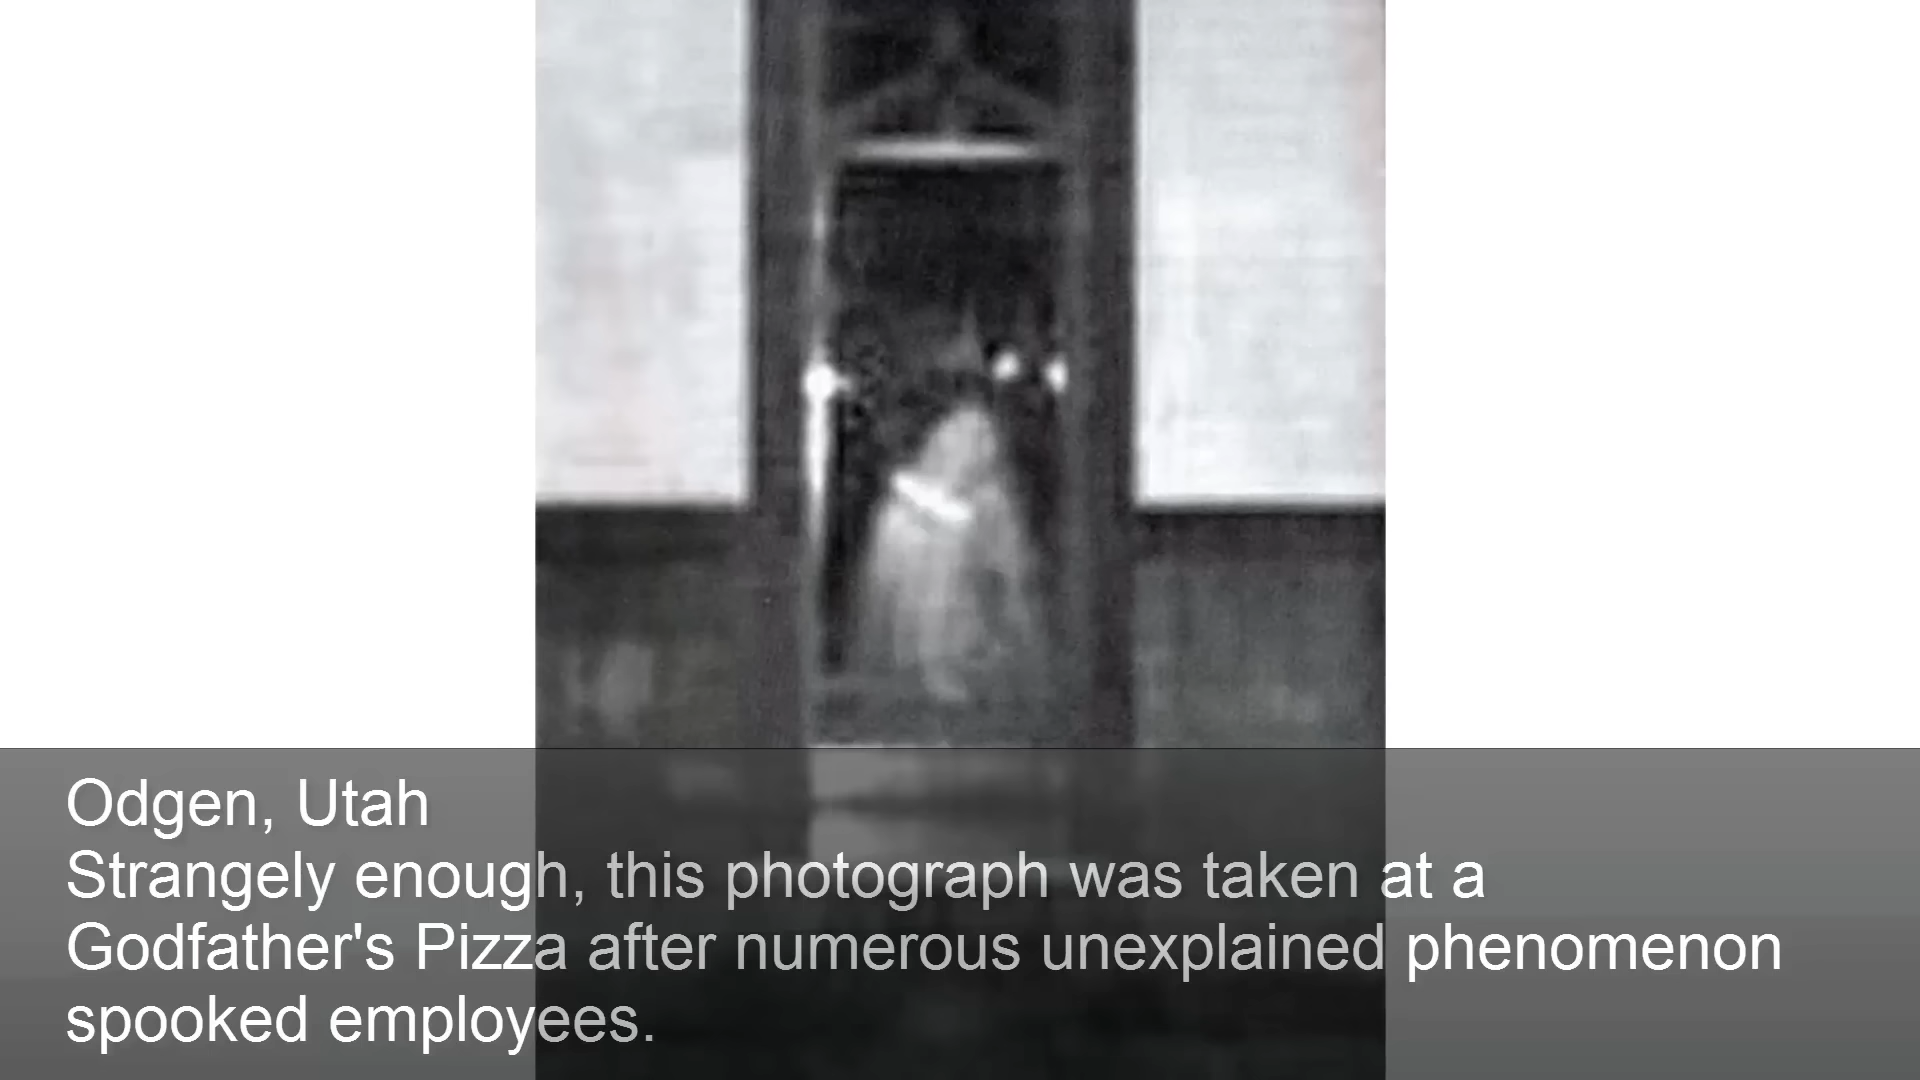 Odgen, Utah
Strangely enough, this photograph was taken at a
Godfather's Pizza after numerous unexplained phenomenon
spooked employees.